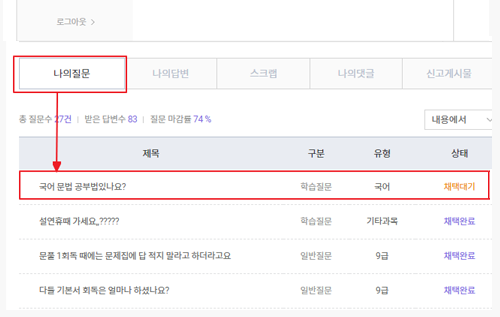 로그아웃 >
나의질문 나의답변 스크랩 나의댓글 신고게시물
총 질문수 27건 | 받은 답변수 83 | 질문 마감률 74 % 내용에서
제목 구분 유형 상태
국어 문법 공부법있나요? 학습질문 국어 채택대기
설연휴때 가세요,,????? 학습질문 기타과목 채택완료
문풀 1회독 때에는 문제집에 답 적지 말라고 하더라고요 일반질문 9급 채택완료
다들 기본서 회독은 얼마나 하셨나요? 일반질문 9급 채택완료